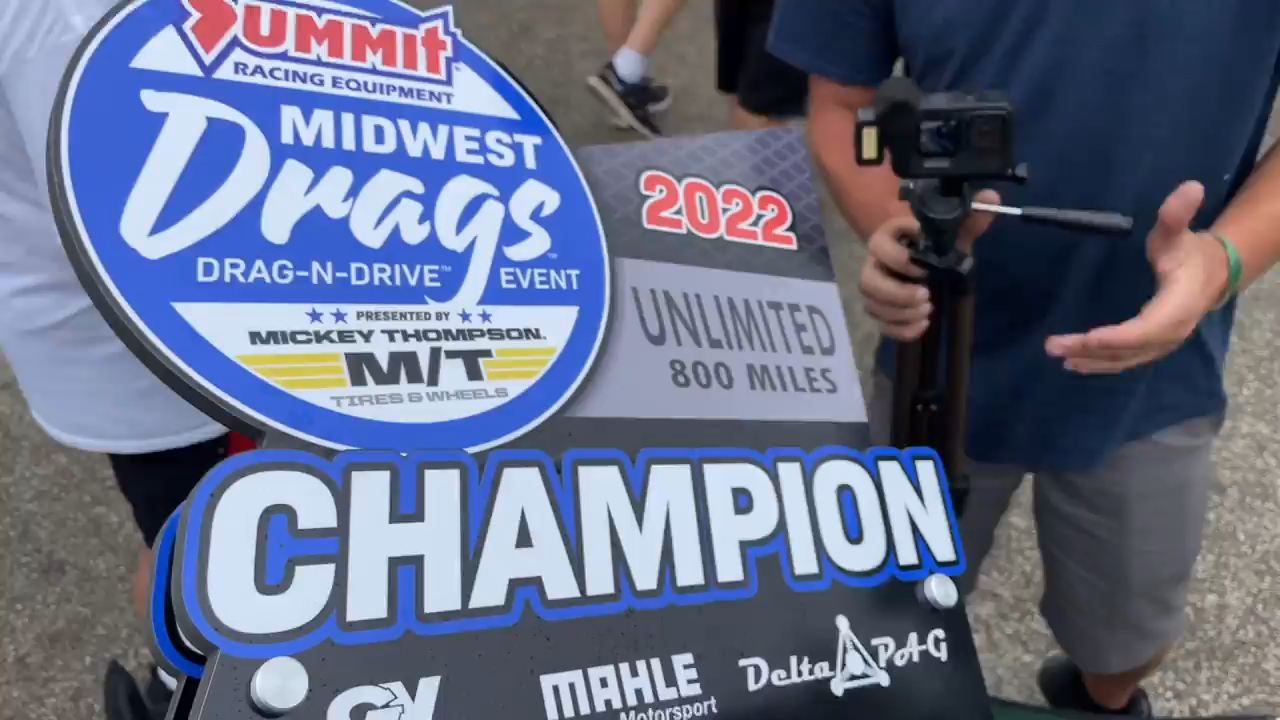 SUMMIT
RACING EQUIPMENT
MIDWEST
Drags™
DRAG-N-DRIVE™ EVENT
PRESENTED BY
MICKEY THOMPSON.
M/T
TIRES & WHEELS
2022
UNLIMITED
800 MILES
CHAMPION
MAHLE
Motorsport
Delta PAG